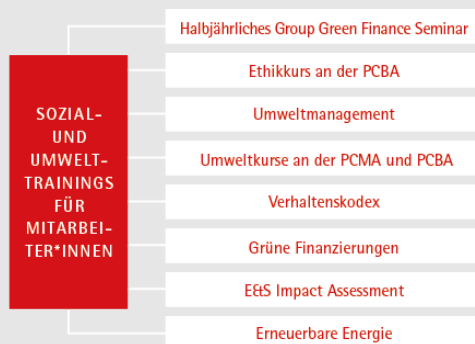 SOZIAL-
UND
UMWELT-
TRAININGS
FÜR
MITARBEI-
TER*INNEN
Halbjährliches Group Green Finance Seminar
Ethikkurs an der PCBA
Umweltmanagement
Umweltkurse an der PCMA und PCBA
Verhaltenskodex
Grüne Finanzierungen
E&S Impact Assessment
Erneuerbare Energie